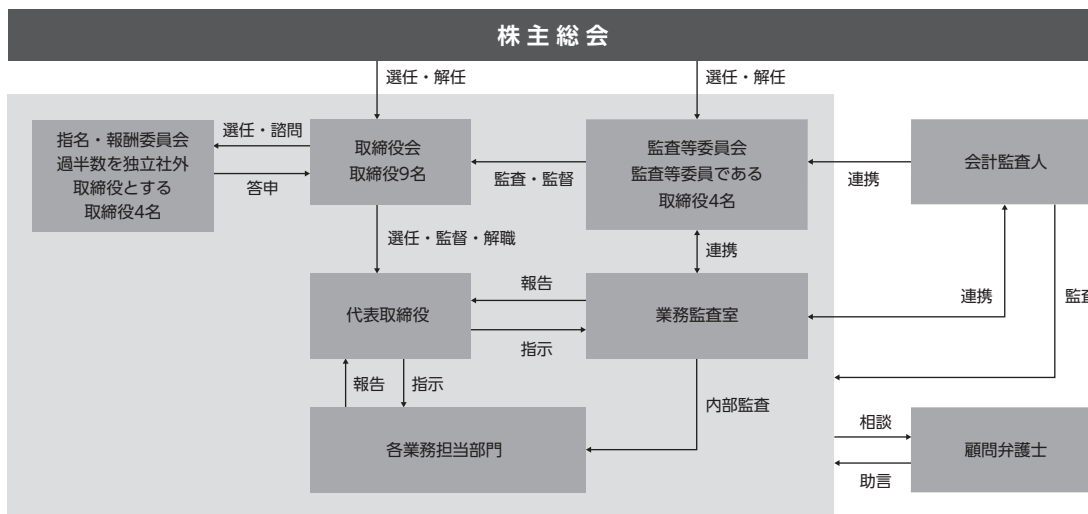 株主総会
選任・解任
選任・解任
指名・報酬委員会
過半数を独立社外
取締役とする
取締役4名
選任・諮問
答申
取締役会
取締役9名
監査・監督
監査等委員会
監査等委員である
取締役4名
連携
会計監査人
選任・監督・解職
連携
代表取締役
報告
指示
業務監査室
連携
監査
報告
指示
内部監査
各業務担当部門
相談
助言
顧問弁護士